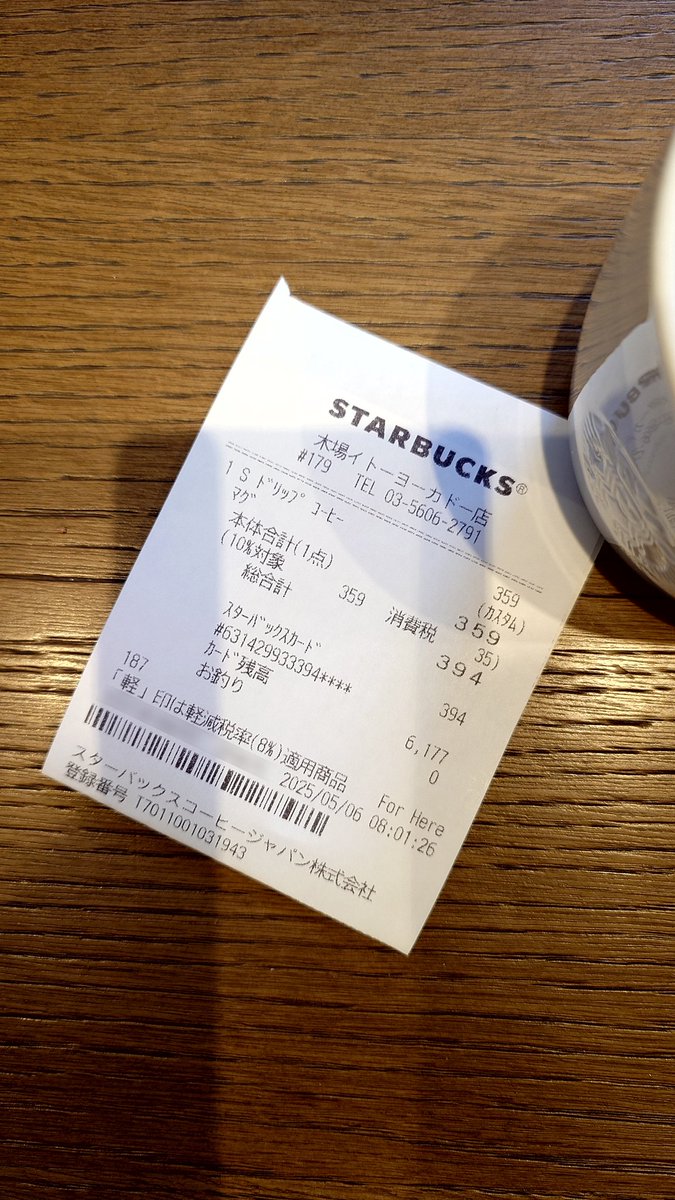 STARBUCKS®
木場イトーヨーカドー店
#179 TEL 03-5606-2791
1 S ﾄﾞﾘｯﾌﾟ ｺｰﾋｰ 359
ﾏｸﾞ (ｶｽﾀﾑ)
本体合計(1点) 359
(10%対象 359 消費税 35)
総合計 394
ｽﾀｰﾊﾞｯｸｽｶｰﾄﾞ 394
#631429933394****
ｶｰﾄﾞ残高 6,177
お釣り 0
187 For Here
「軽」印は軽減税率(8%)適用商品
2025/05/06 08:01:26
スターバックスコーヒージャパン株式会社
登録番号 T7011001031943